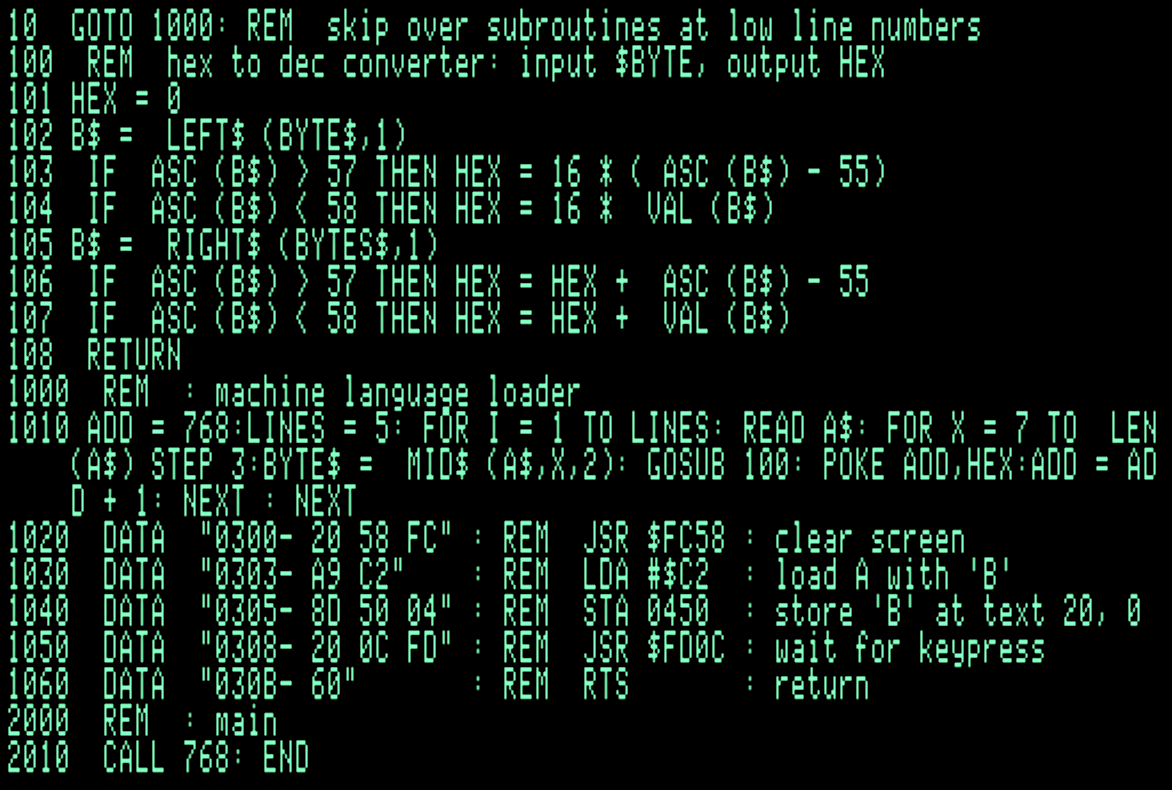 10  GOTO 1000: REM  skip over subroutines at low line numbers
100  REM  hex to dec converter: input $BYTE, output HEX
101 HEX = 0
102 B$ =  LEFT$ (BYTE$,1)
103  IF  ASC (B$) > 57 THEN HEX = 16 * ( ASC (B$) - 55)
104  IF  ASC (B$) < 58 THEN HEX = 16 *  VAL (B$)
105 B$ =  RIGHT$ (BYTES$,1)
106  IF  ASC (B$) > 57 THEN HEX = HEX +  ASC (B$) - 55
107  IF  ASC (B$) < 58 THEN HEX = HEX +  VAL (B$)
108  RETURN
1000  REM  : machine language loader
1010 ADD = 768:LINES = 5: FOR I = 1 TO LINES: READ A$: FOR X = 7 TO  LEN
(A$) STEP 3:BYTE$ =  MID$ (A$,X,2): GOSUB 100: POKE ADD,HEX:ADD = AD
D + 1: NEXT : NEXT
1020  DATA  "0300- 20 58 FC" : REM  JSR $FC58 : clear screen
1030  DATA  "0303- A9 C2"    : REM  LDA #$C2  : load A with 'B'
1040  DATA  "0305- 8D 50 04" : REM  STA 0450  : store 'B' at text 20, 0
1050  DATA  "0308- 20 0C FD" : REM  JSR $FD0C : wait for keypress
1060  DATA  "030B- 60"       : REM  RTS       : return
2000  REM  : main
2010  CALL 768: END